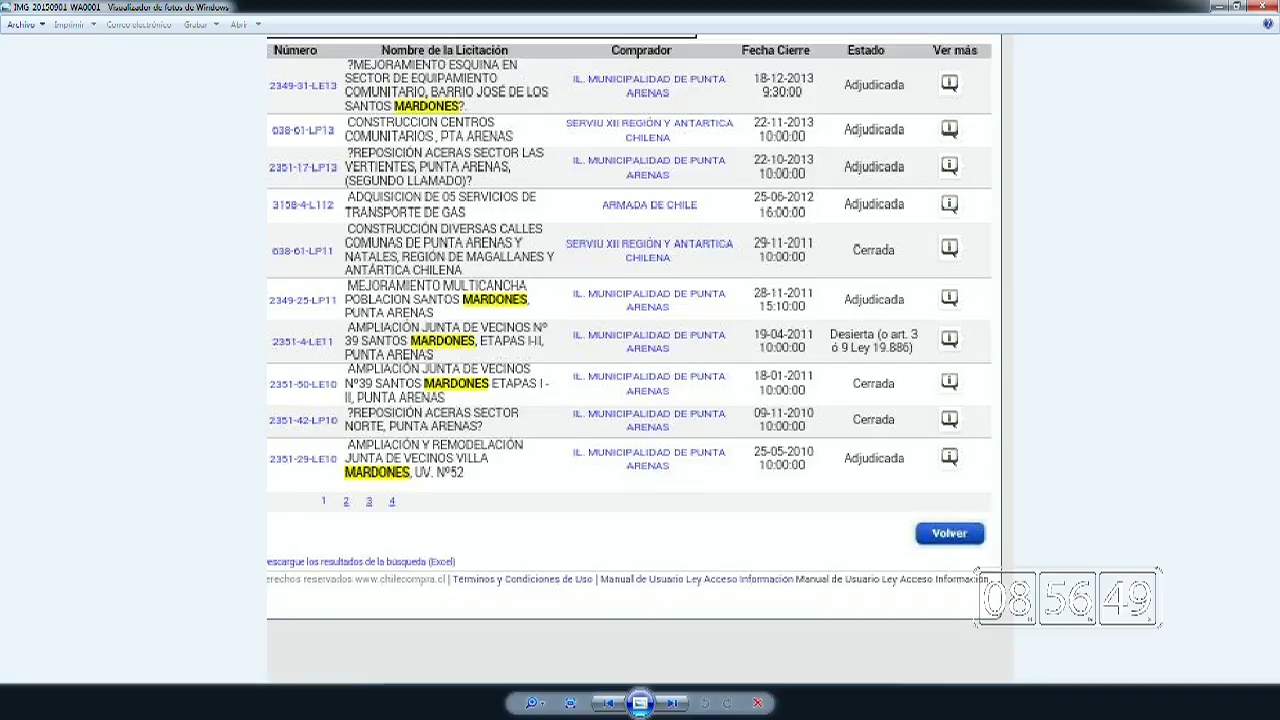 IMG-20150901-WA0001 - Visualizador de fotos de Windows
Archivo Imprimir Correo electrónico Grabar Abrir
Número Nombre de la Licitación Comprador Fecha Cierre Estado Ver más
?MEJORAMIENTO ESQUINA EN
SECTOR DE EQUIPAMIENTO
COMUNITARIO, BARRIO JOSÉ DE LOS
SANTOS MARDONES?.
2349-31-LE13
IL. MUNICIPALIDAD DE PUNTA
ARENAS
18-12-2013
9:30:00
Adjudicada
638-61-LP13
CONSTRUCCION CENTROS
COMUNITARIOS , PTA ARENAS
SERVIU XII REGIÓN Y ANTARTICA
CHILENA
22-11-2013
10:00:00
Adjudicada
2351-17-LP13
?REPOSICIÓN ACERAS SECTOR LAS
VERTIENTES, PUNTA ARENAS,
(SEGUNDO LLAMADO)?
IL. MUNICIPALIDAD DE PUNTA
ARENAS
22-10-2013
10:00:00
Adjudicada
3158-4-L112
ADQUISICION DE 05 SERVICIOS DE
TRANSPORTE DE GAS
ARMADA DE CHILE
25-06-2012
16:00:00
Adjudicada
638-61-LP11
CONSTRUCCIÓN DIVERSAS CALLES
COMUNAS DE PUNTA ARENAS Y
NATALES, REGIÓN DE MAGALLANES Y
ANTÁRTICA CHILENA
SERVIU XII REGIÓN Y ANTARTICA
CHILENA
29-11-2011
10:00:00
Cerrada
2349-25-LP11
MEJORAMIENTO MULTICANCHA
POBLACION SANTOS MARDONES,
PUNTA ARENAS
IL. MUNICIPALIDAD DE PUNTA
ARENAS
28-11-2011
15:10:00
Adjudicada
2351-4-LE11
AMPLIACIÓN JUNTA DE VECINOS Nº
39 SANTOS MARDONES, ETAPAS I-II,
PUNTA ARENAS
IL. MUNICIPALIDAD DE PUNTA
ARENAS
19-04-2011
10:00:00
Desierta (o art. 3
ó 9 Ley 19.886)
2351-50-LE10
AMPLIACIÓN JUNTA DE VECINOS
Nº39 SANTOS MARDONES ETAPAS I -
II, PUNTA ARENAS
IL. MUNICIPALIDAD DE PUNTA
ARENAS
18-01-2011
10:00:00
Cerrada
2351-42-LP10
?REPOSICIÓN ACERAS SECTOR
NORTE, PUNTA ARENAS?
IL. MUNICIPALIDAD DE PUNTA
ARENAS
09-11-2010
10:00:00
Cerrada
2351-29-LE10
AMPLIACIÓN Y REMODELACIÓN
JUNTA DE VECINOS VILLA
MARDONES, UV. Nº52
IL. MUNICIPALIDAD DE PUNTA
ARENAS
25-05-2010
10:00:00
Adjudicada
1 2 3 4
Volver
escargue los resultados de la búsqueda (Excel)
erechos reservados www.chilecompra.cl | Términos y Condiciones de Uso | Manual de Usuario Ley Acceso Información Manual de Usuario Ley Acceso Información
08 56 49